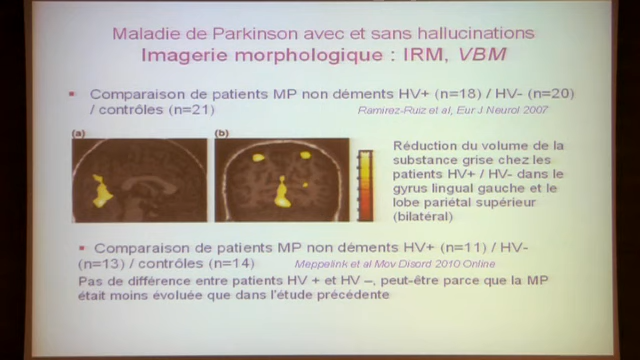 Maladie de Parkinson avec et sans hallucinations
Imagerie morphologique : IRM, VBM
▪ Comparaison de patients MP non déments HV+ (n=18) / HV- (n=20)
/ contrôles (n=21)
Ramirez-Ruiz et al, Eur J Neurol 2007
(a) (b)
Réduction du volume de la
substance grise chez les
patients HV+ / HV- dans le
gyrus lingual gauche et le
lobe pariétal supérieur
(bilatéral)
▪ Comparaison de patients MP non déments HV+ (n=11) / HV-
(n=13) / contrôles (n=14)
Meppelink et al Mov Disord 2010 Online
Pas de différence entre patients HV + et HV –, peut-être parce que la MP
était moins évoluée que dans l'étude précédente